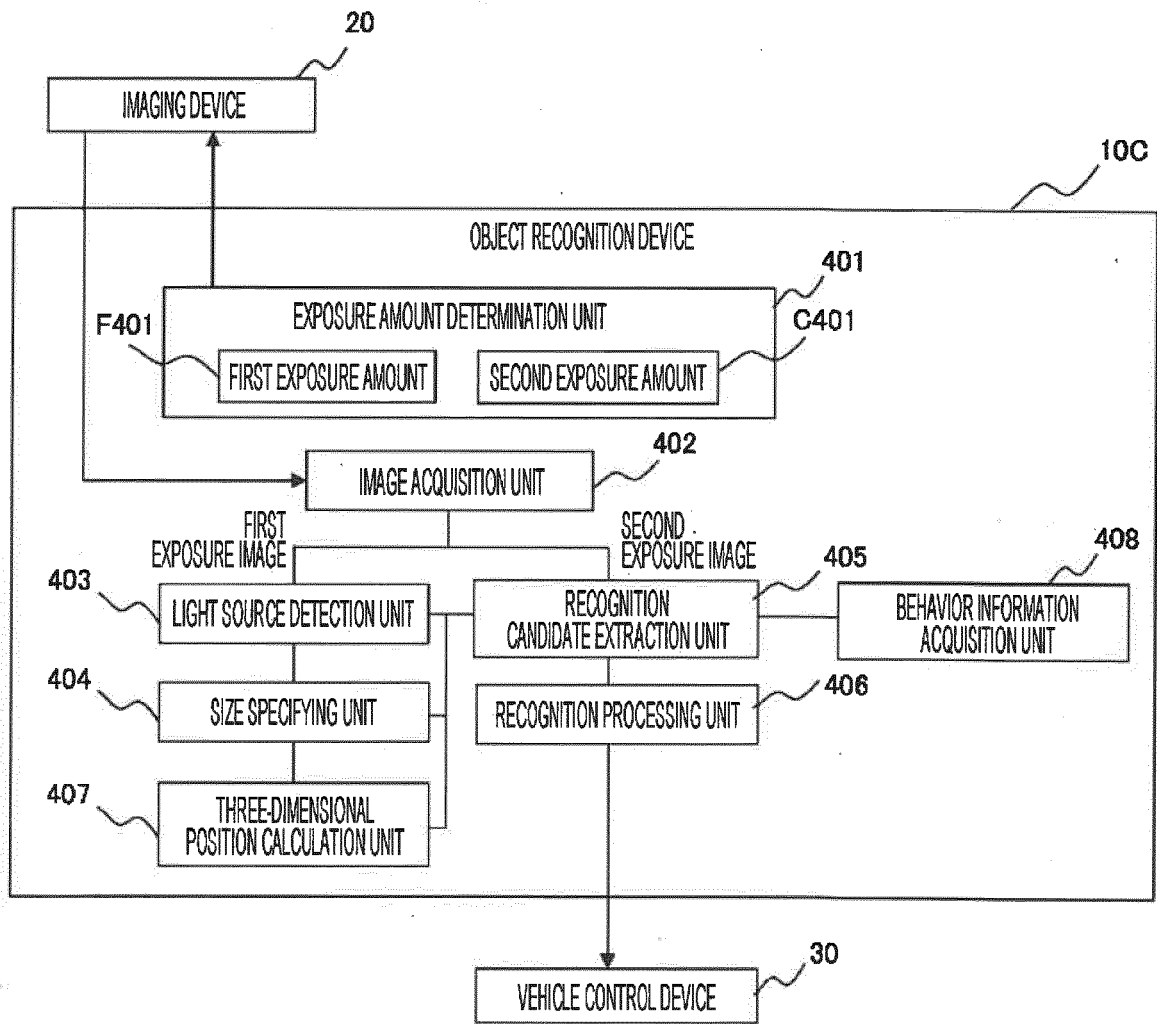 20
IMAGING DEVICE
10C
OBJECT RECOGNITION DEVICE
401
EXPOSURE AMOUNT DETERMINATION UNIT
F401
C401
FIRST EXPOSURE AMOUNT
SECOND EXPOSURE AMOUNT
402
IMAGE ACQUISITION UNIT
FIRST
EXPOSURE IMAGE
SECOND
EXPOSURE IMAGE
403
LIGHT SOURCE DETECTION UNIT
405
RECOGNITION
CANDIDATE EXTRACTION UNIT
408
BEHAVIOR INFORMATION
ACQUISITION UNIT
404
SIZE SPECIFYING UNIT
406
RECOGNITION PROCESSING UNIT
407
THREE-DIMENSIONAL
POSITION CALCULATION UNIT
30
VEHICLE CONTROL DEVICE